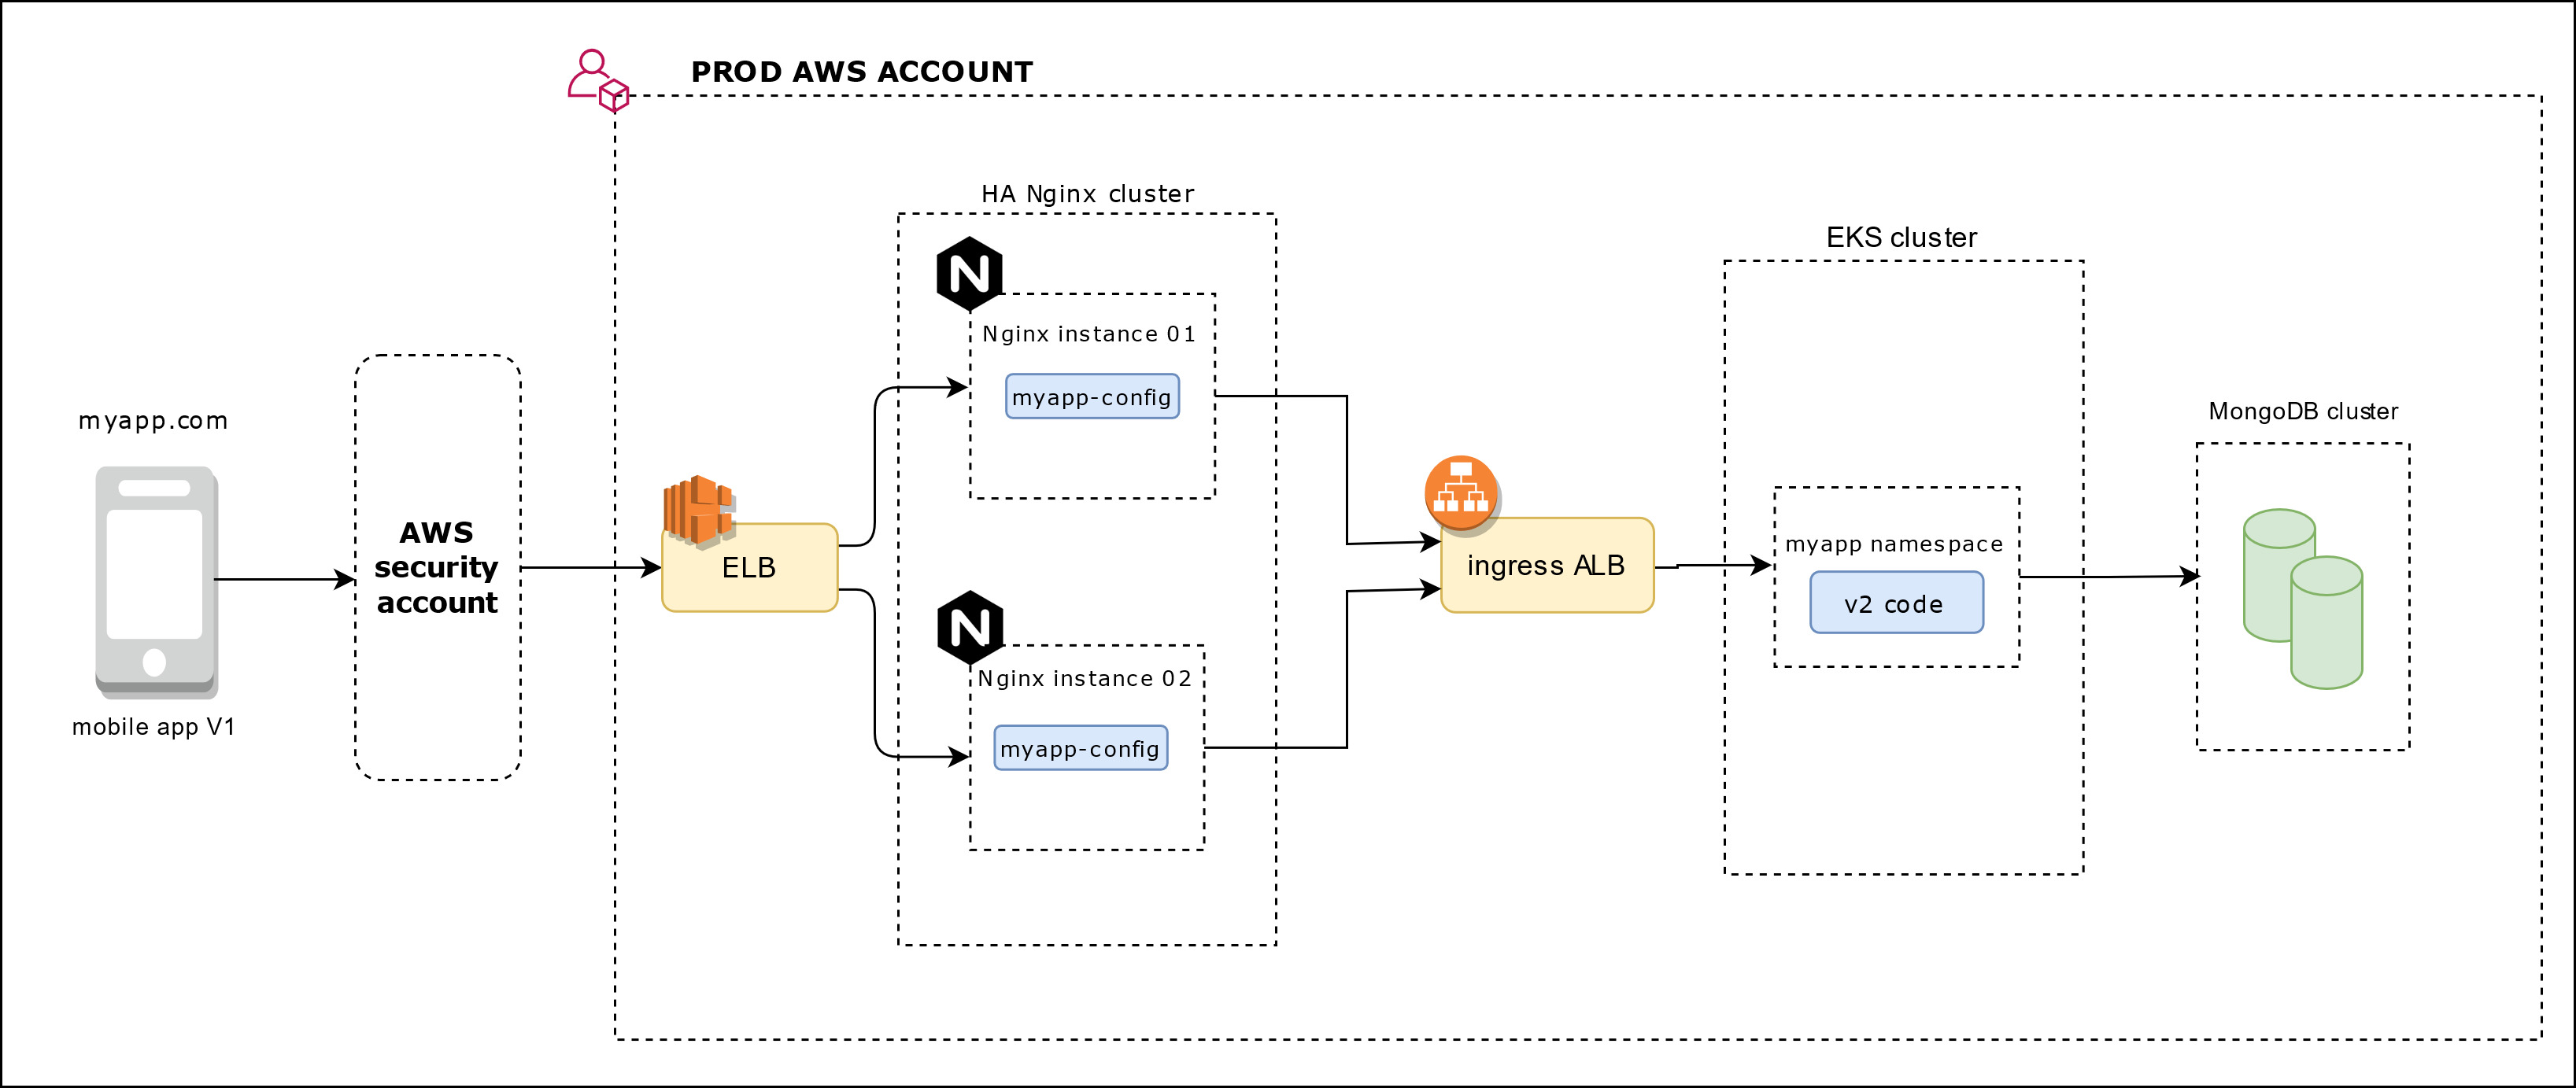 PROD AWS ACCOUNT
HA Nginx cluster
EKS cluster
Nginx instance 01
myapp-config
myapp.com
MongoDB cluster
AWS
security
account
ELB
ingress ALB
myapp namespace
v2 code
Nginx instance 02
myapp-config
mobile app V1